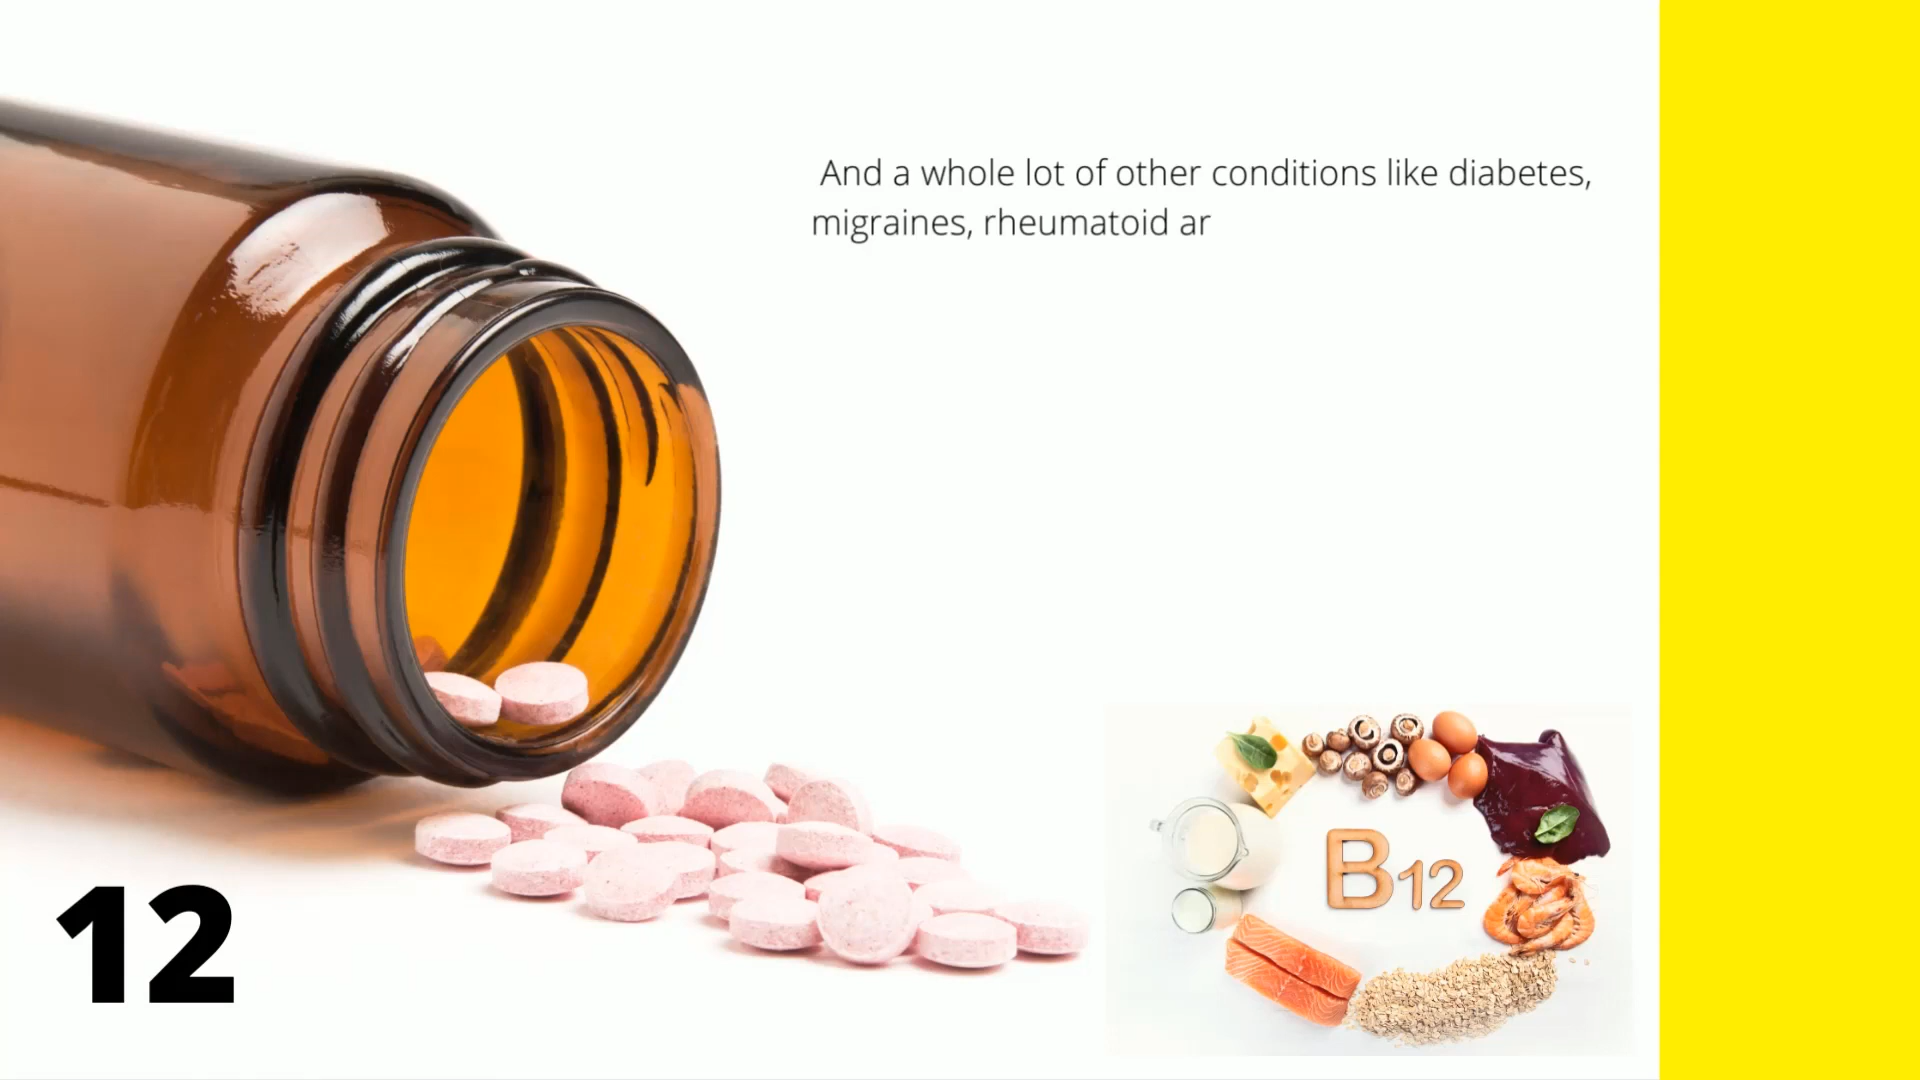 And a whole lot of other conditions like diabetes,
migraines, rheumatoid ar
B12
12